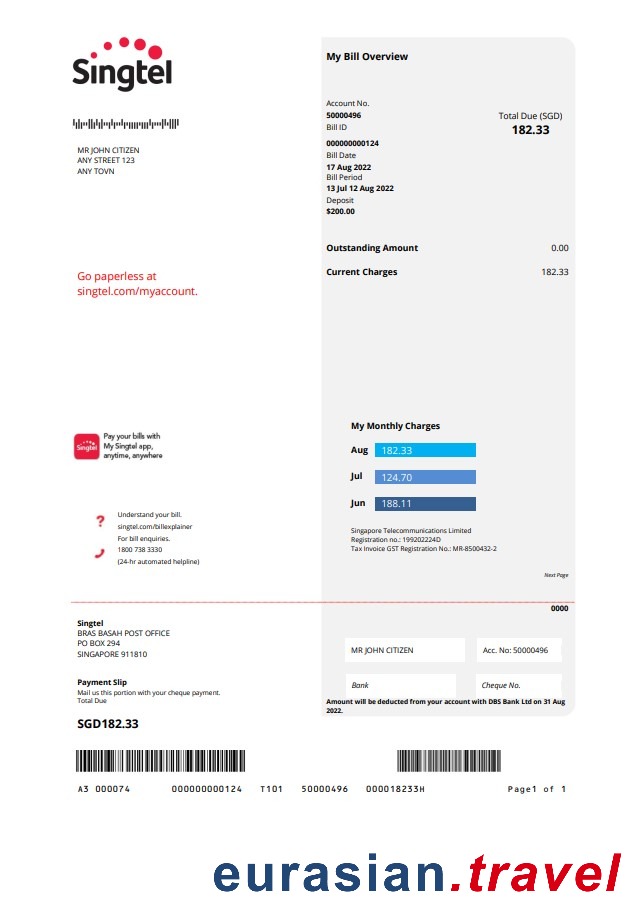 Singtel
My Bill Overview
Account No.
50000496
Bill ID
000000000124
Bill Date
17 Aug 2022
Bill Period
13 Jul 12 Aug 2022
Deposit
$200.00
Total Due (SGD)
182.33
MR JOHN CITIZEN
ANY STREET 123
ANY TOVN
Outstanding Amount 0.00
Current Charges 182.33
Go paperless at
singtel.com/myaccount.
My Monthly Charges
Aug 182.33
Jul 124.70
Jun 188.11
Singtel
Pay your bills with
My Singtel app,
anytime, anywhere
Understand your bill.
singtel.com/billexplainer
For bill enquiries.
1800 738 3330
(24-hr automated helpline)
Singapore Telecommunications Limited
Registration no.: 199202224D
Tax Invoice GST Registration No.: MR-8500432-2
Next Page
0000
Singtel
BRAS BASAH POST OFFICE
PO BOX 294
SINGAPORE 911810
MR JOHN CITIZEN
Acc. No: 50000496
Payment Slip
Mail us this portion with your cheque payment.
Total Due
SGD182.33
Bank
Cheque No.
Amount will be deducted from your account with DBS Bank Ltd on 31 Aug
2022.
A3 000074 000000000124 T101 50000496 000018233H Page1 of 1
eurasian.travel